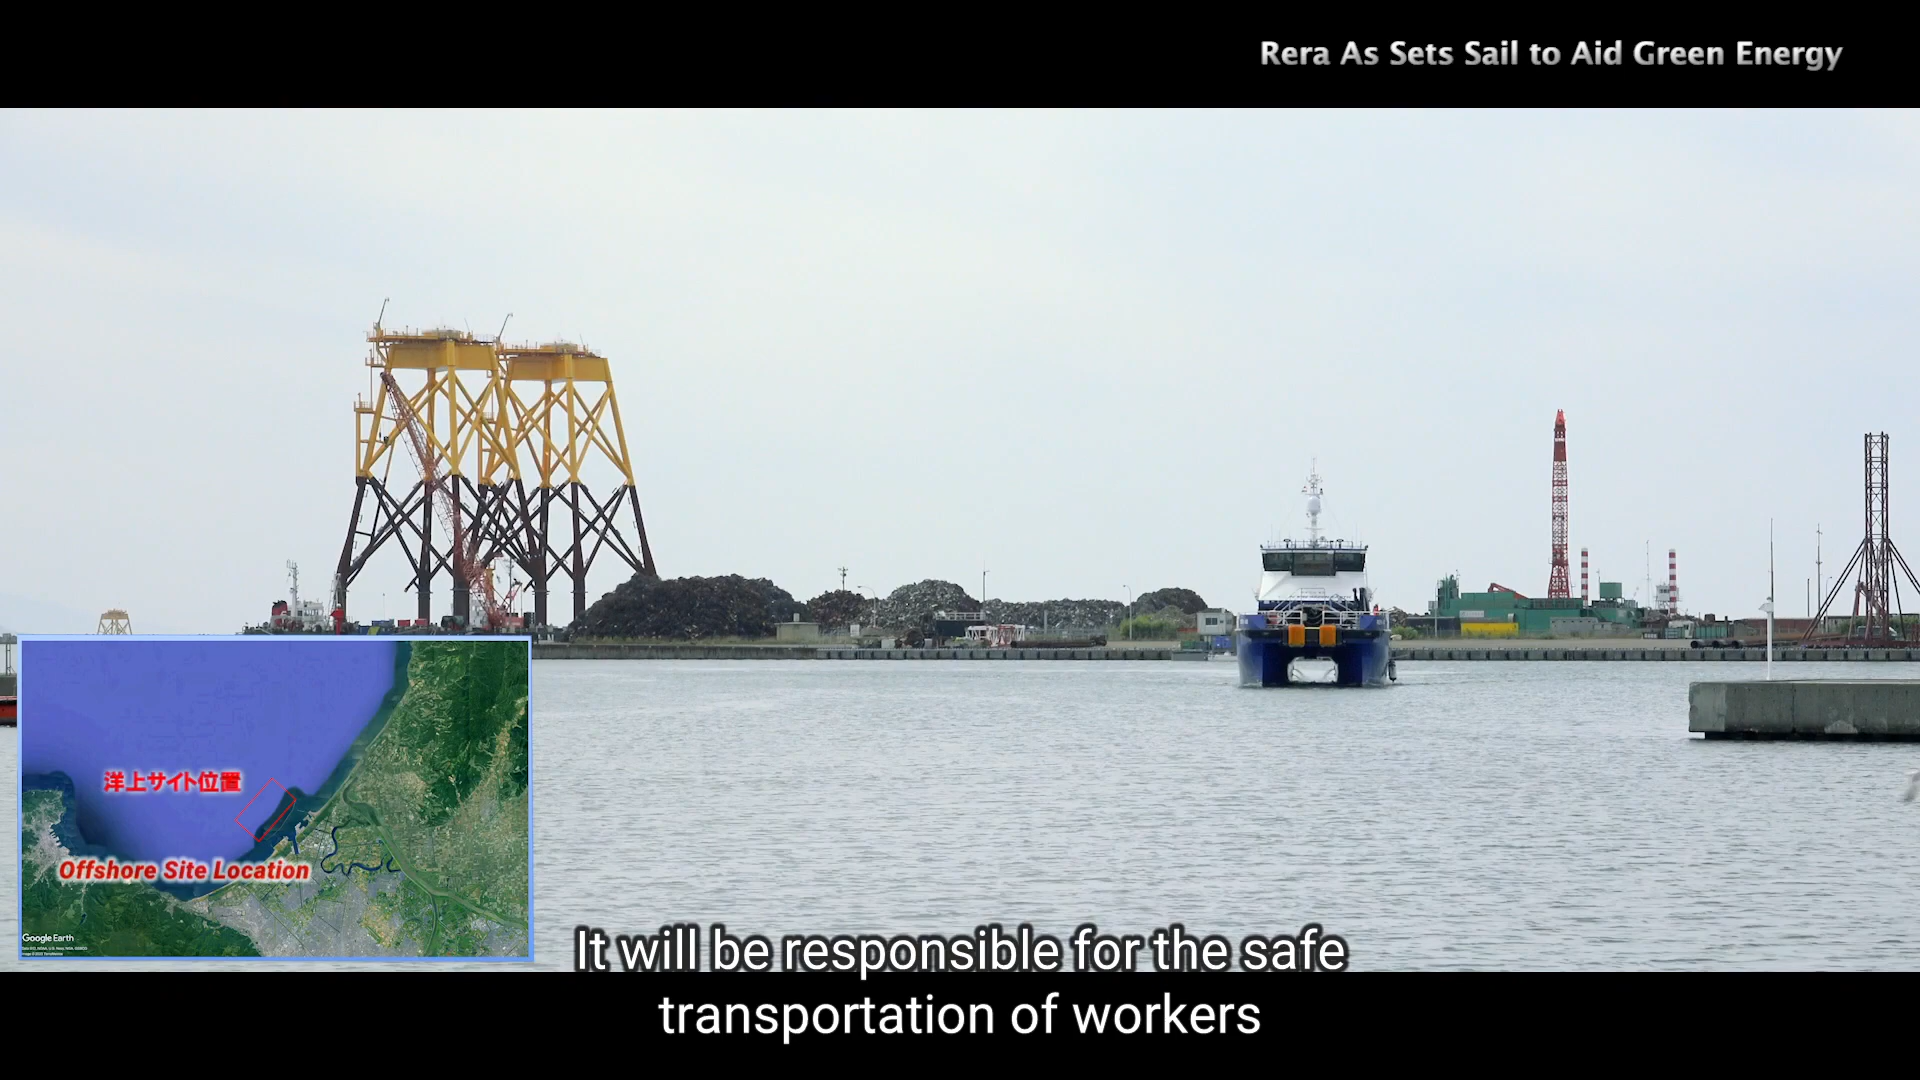 Rera As Sets Sail to Aid Green Energy
洋上サイト位置
Offshore Site Location
Google Earth
It will be responsible for the safe
transportation of workers